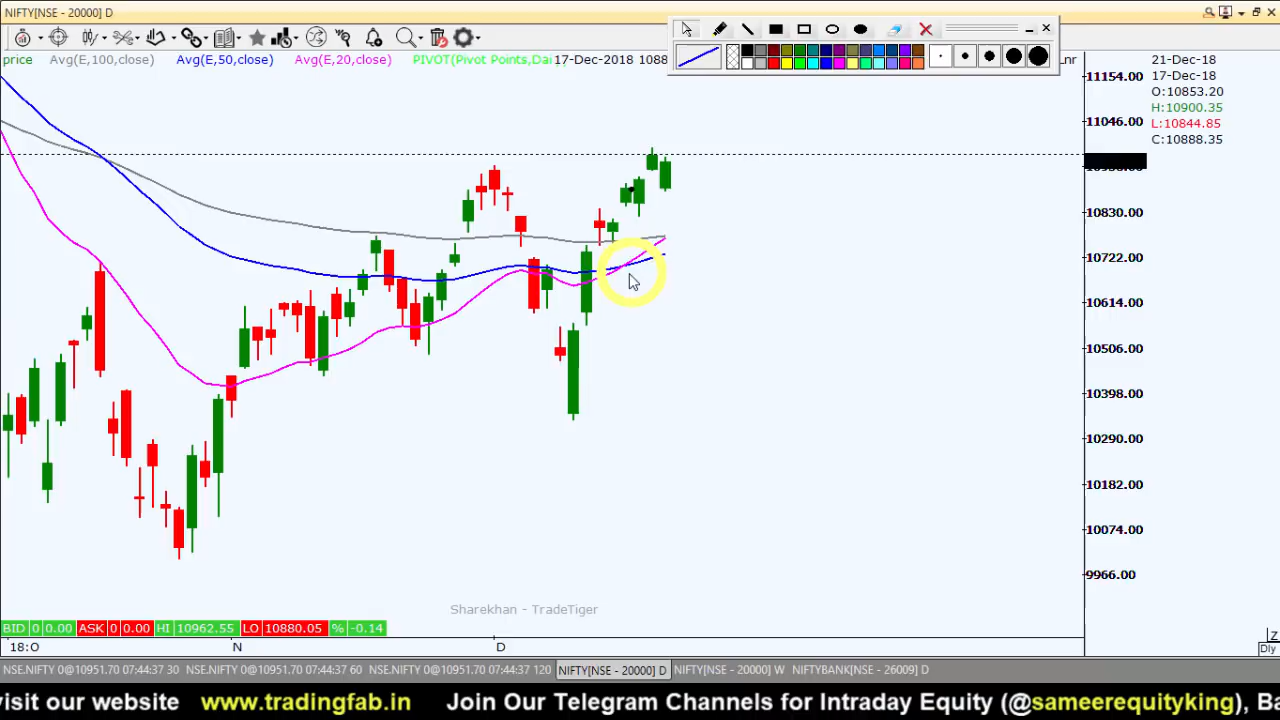 NIFTY[NSE - 20000] D
price Avg(E,100,close) Avg(E,50,close) Avg(E,20,close) PIVOT(Pivot Points,Dai 17-Dec-2018 1088 Lnr
21-Dec-18
17-Dec-18
O:10853.20
H:10900.35
L:10844.85
C:10888.35
11154.00
11046.00
10830.00
10722.00
10614.00
10506.00
10398.00
10290.00
10182.00
10074.00
9966.00
Sharekhan - TradeTiger
BID 0 0.00 ASK 0 0.00 HI 10962.55 LO 10880.05 % -0.14
Z
18:O N D Dly
NSE.NIFTY 0@10951.70 07:44:37 30 NSE.NIFTY 0@10951.70 07:44:37 60 NSE.NIFTY 0@10951.70 07:44:37 120 NIFTY[NSE - 20000] D NIFTY[NSE - 20000] W NIFTYBANK[NSE - 26009] D
visit our website www.tradingfab.in Join Our Telegram Channels for Intraday Equity (@sameerequityking), Ba